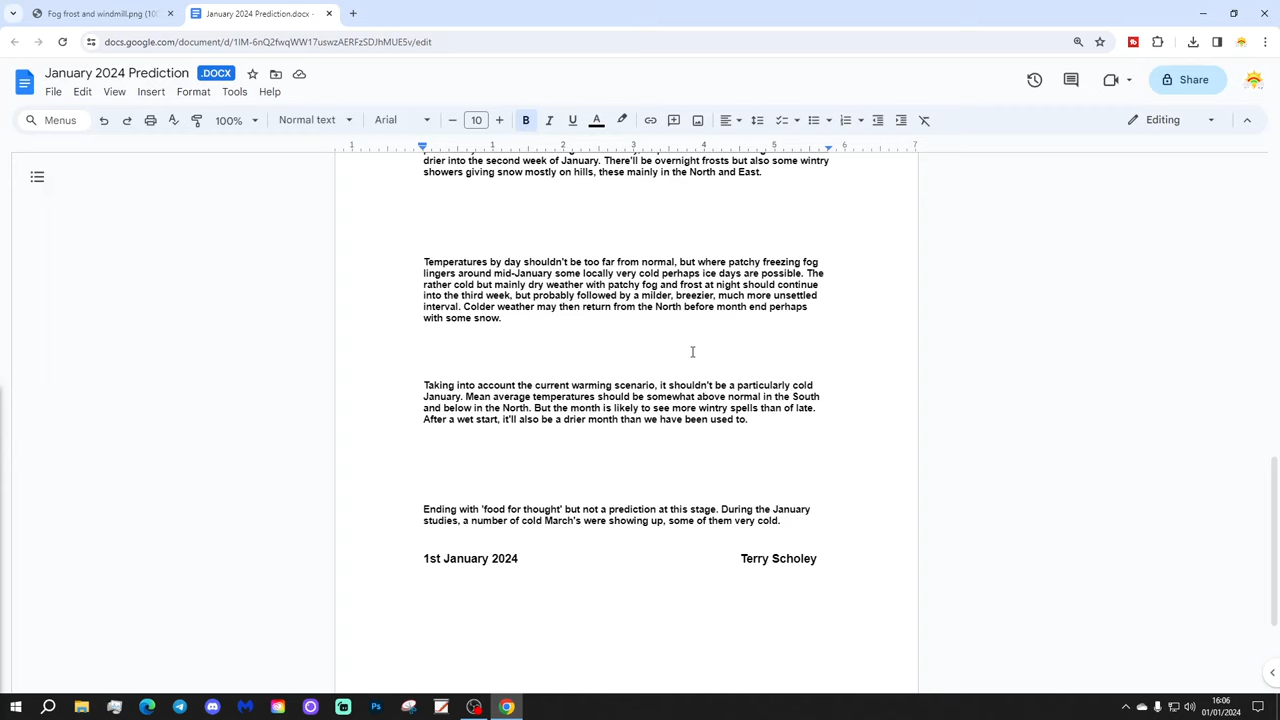 Fog frost and windmill.png (100
January 2024 Prediction.docx -
docs.google.com/document/d/1IM-6nQ2fwqWW17uswzAERFzSDJhMUE5v/edit
January 2024 Prediction .DOCX
Share
File Edit View Insert Format Tools Help
Menus 100% Normal text Arial 10 B I U A Editing
1 1 2 3 4 5 6 7
drier into the second week of January. There'll be overnight frosts but also some wintry
showers giving snow mostly on hills, these mainly in the North and East.
Temperatures by day shouldn't be too far from normal, but where patchy freezing fog
lingers around mid-January some locally very cold perhaps ice days are possible. The
rather cold but mainly dry weather with patchy fog and frost at night should continue
into the third week, but probably followed by a milder, breezier, much more unsettled
interval. Colder weather may then return from the North before month end perhaps
with some snow.
Taking into account the current warming scenario, it shouldn't be a particularly cold
January. Mean average temperatures should be somewhat above normal in the South
and below in the North. But the month is likely to see more wintry spells than of late.
After a wet start, it'll also be a drier month than we have been used to.
Ending with 'food for thought' but not a prediction at this stage. During the January
studies, a number of cold March's were showing up, some of them very cold.
1st January 2024 Terry Scholey
16:06
01/01/2024